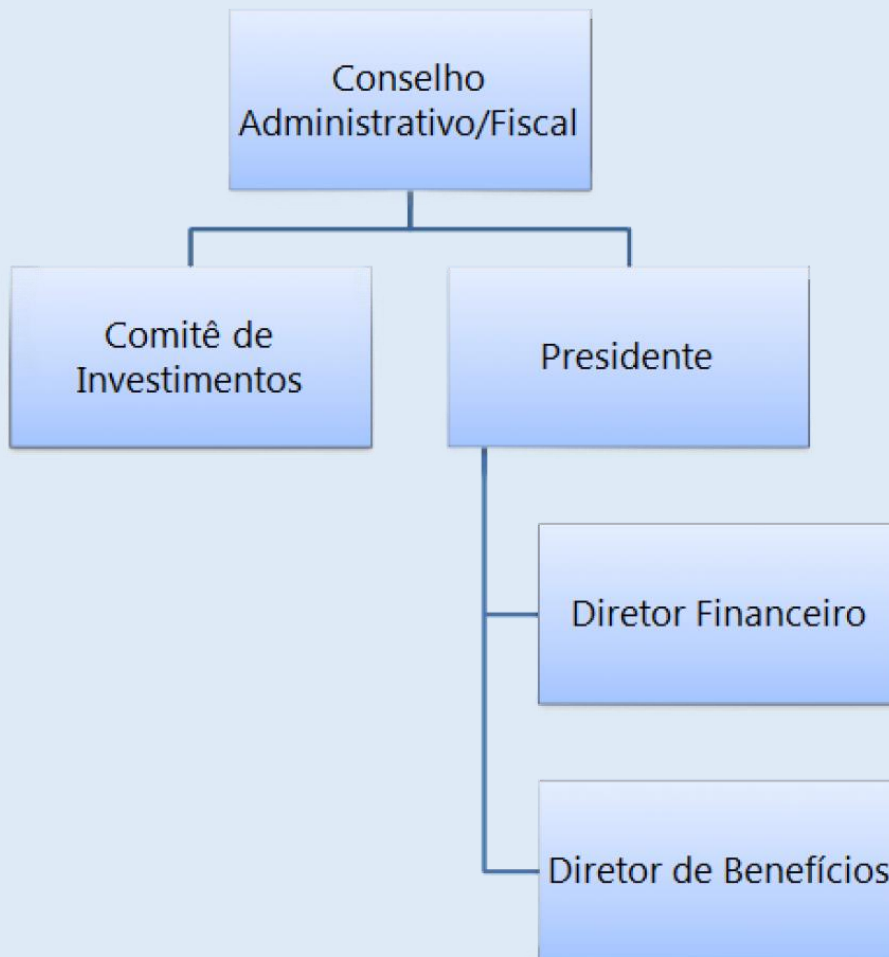 Conselho
Administrativo/Fiscal
Comitê de
Investimentos
Presidente
Diretor Financeiro
Diretor de Benefícios